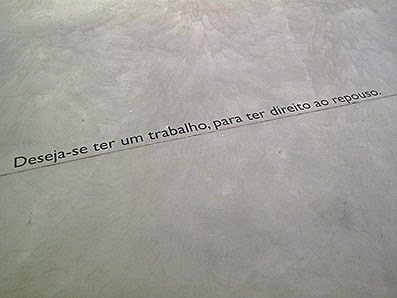 Deseja-se ter um trabalho, para ter direito ao repouso.